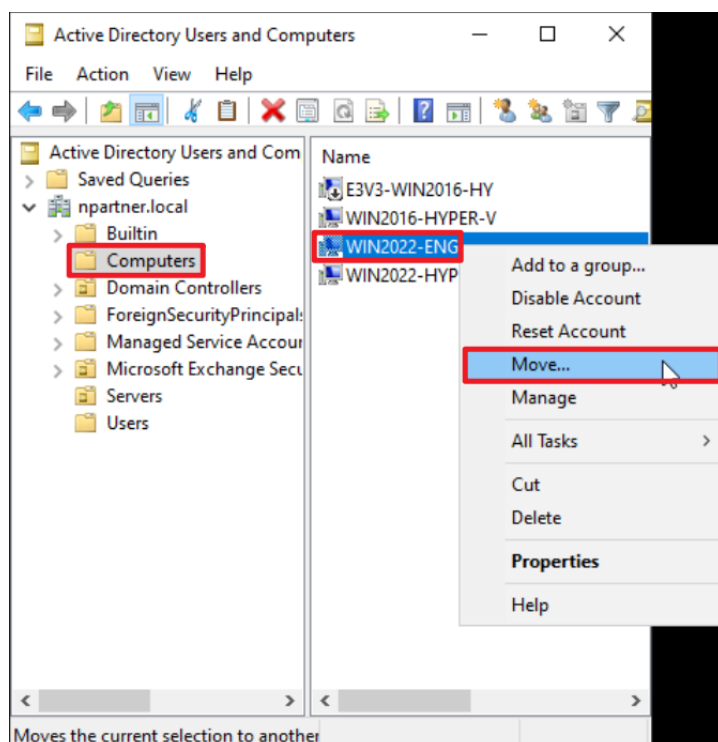 Active Directory Users and Computers
File Action View Help
Active Directory Users and Com
Saved Queries
npartner.local
Builtin
Computers
Domain Controllers
ForeignSecurityPrincipals
Managed Service Accour
Microsoft Exchange Secu
Servers
Users
Name
E3V3-WIN2016-HY
WIN2016-HYPER-V
WIN2022-ENG
WIN2022-HYP
Add to a group...
Disable Account
Reset Account
Move...
Manage
All Tasks
Cut
Delete
Properties
Help
Moves the current selection to another